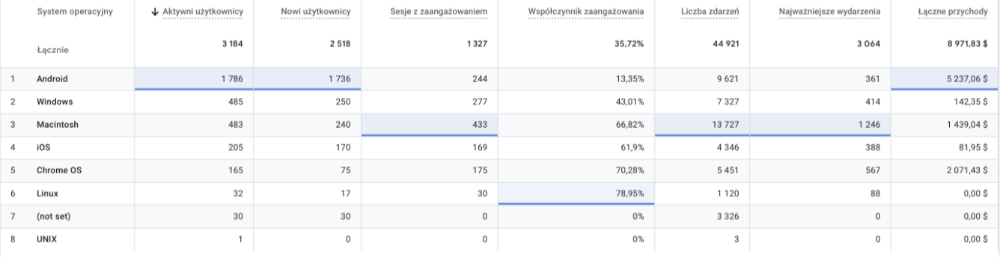 System operacyjny ↓ Aktywni użytkownicy Nowi użytkownicy Sesje z zaangażowaniem Współczynnik zaangażowania Liczba zdarzeń Najważniejsze wydarzenia Łączne przychody
Łącznie 3 184 2 518 1 327 35,72% 44 921 3 064 8 971,83 $
1 Android 1 786 1 736 244 13,35% 9 621 361 5 237,06 $
2 Windows 485 250 277 43,01% 7 327 414 142,35 $
3 Macintosh 483 240 433 66,82% 13 727 1 246 1 439,04 $
4 iOS 205 170 169 61,9% 4 346 388 81,95 $
5 Chrome OS 165 75 175 70,28% 5 451 567 2 071,43 $
6 Linux 32 17 30 78,95% 1 120 88 0,00 $
7 (not set) 30 30 0 0% 3 326 0 0,00 $
8 UNIX 1 0 0 0% 3 0 0,00 $